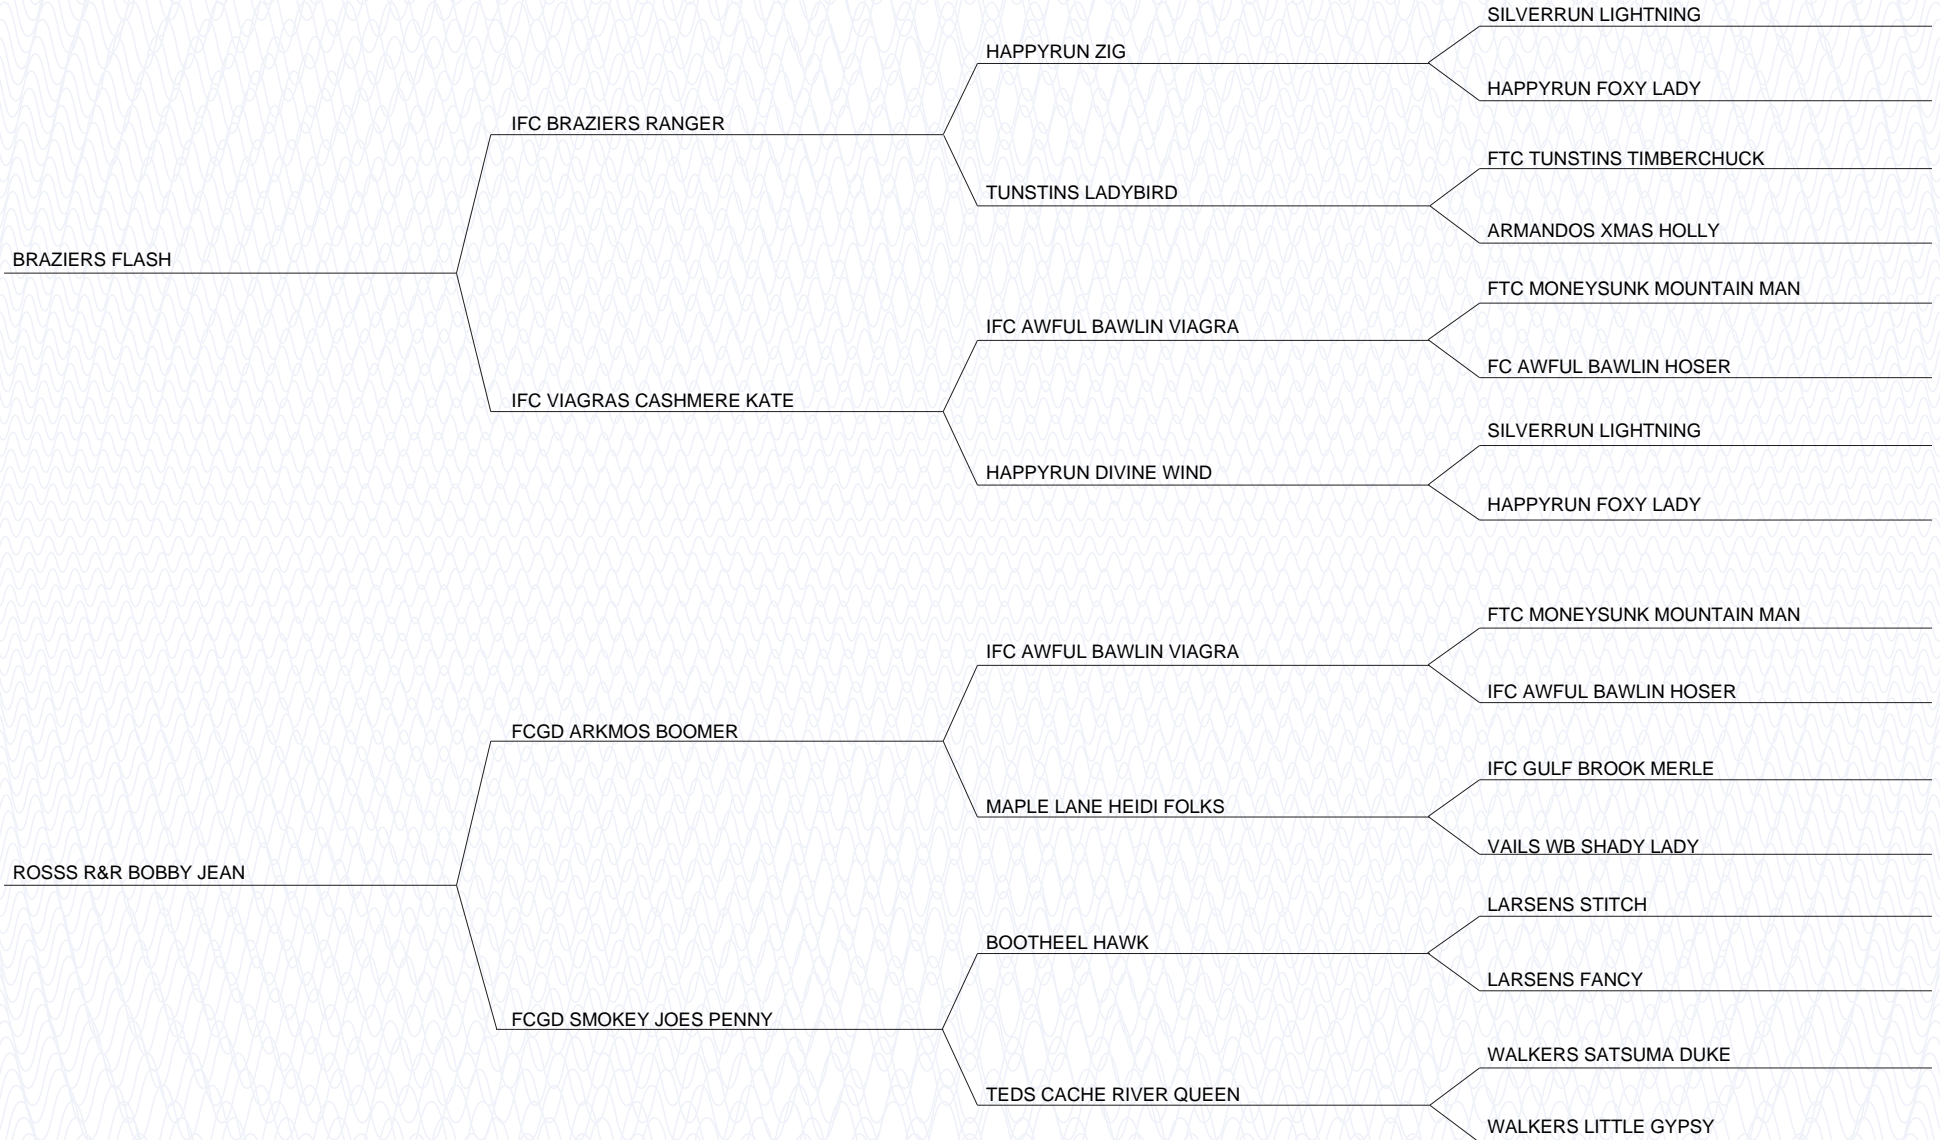 SILVERRUN LIGHTNING
HAPPYRUN ZIG
HAPPYRUN FOXY LADY
IFC BRAZIERS RANGER
FTC TUNSTINS TIMBERCHUCK
TUNSTINS LADYBIRD
ARMANDOS XMAS HOLLY
BRAZIERS FLASH
FTC MONEYSUNK MOUNTAIN MAN
IFC AWFUL BAWLIN VIAGRA
FC AWFUL BAWLIN HOSER
IFC VIAGRAS CASHMERE KATE
SILVERRUN LIGHTNING
HAPPYRUN DIVINE WIND
HAPPYRUN FOXY LADY
FTC MONEYSUNK MOUNTAIN MAN
IFC AWFUL BAWLIN VIAGRA
IFC AWFUL BAWLIN HOSER
FCGD ARKMOS BOOMER
IFC GULF BROOK MERLE
MAPLE LANE HEIDI FOLKS
VAILS WB SHADY LADY
ROSSS R&R BOBBY JEAN
LARSENS STITCH
BOOTHEEL HAWK
LARSENS FANCY
FCGD SMOKEY JOES PENNY
WALKERS SATSUMA DUKE
TEDS CACHE RIVER QUEEN
WALKERS LITTLE GYPSY